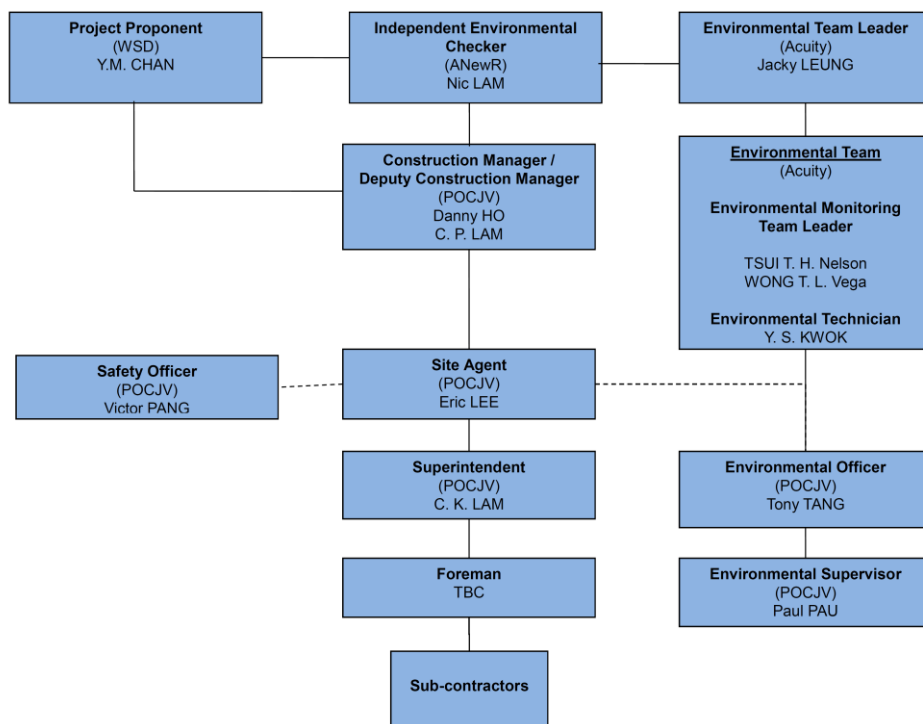 Project Proponent
(WSD)
Y.M. CHAN
Independent Environmental
Checker
(ANewR)
Nic LAM
Environmental Team Leader
(Acuity)
Jacky LEUNG
Construction Manager /
Deputy Construction Manager
(POCJV)
Danny HO
C. P. LAM
Environmental Team
(Acuity)
Environmental Monitoring
Team Leader
TSUI T. H. Nelson
WONG T. L. Vega
Environmental Technician
Y. S. KWOK
Safety Officer
(POCJV)
Victor PANG
Site Agent
(POCJV)
Eric LEE
Superintendent
(POCJV)
C. K. LAM
Environmental Officer
(POCJV)
Tony TANG
Foreman
TBC
Environmental Supervisor
(POCJV)
Paul PAU
Sub-contractors